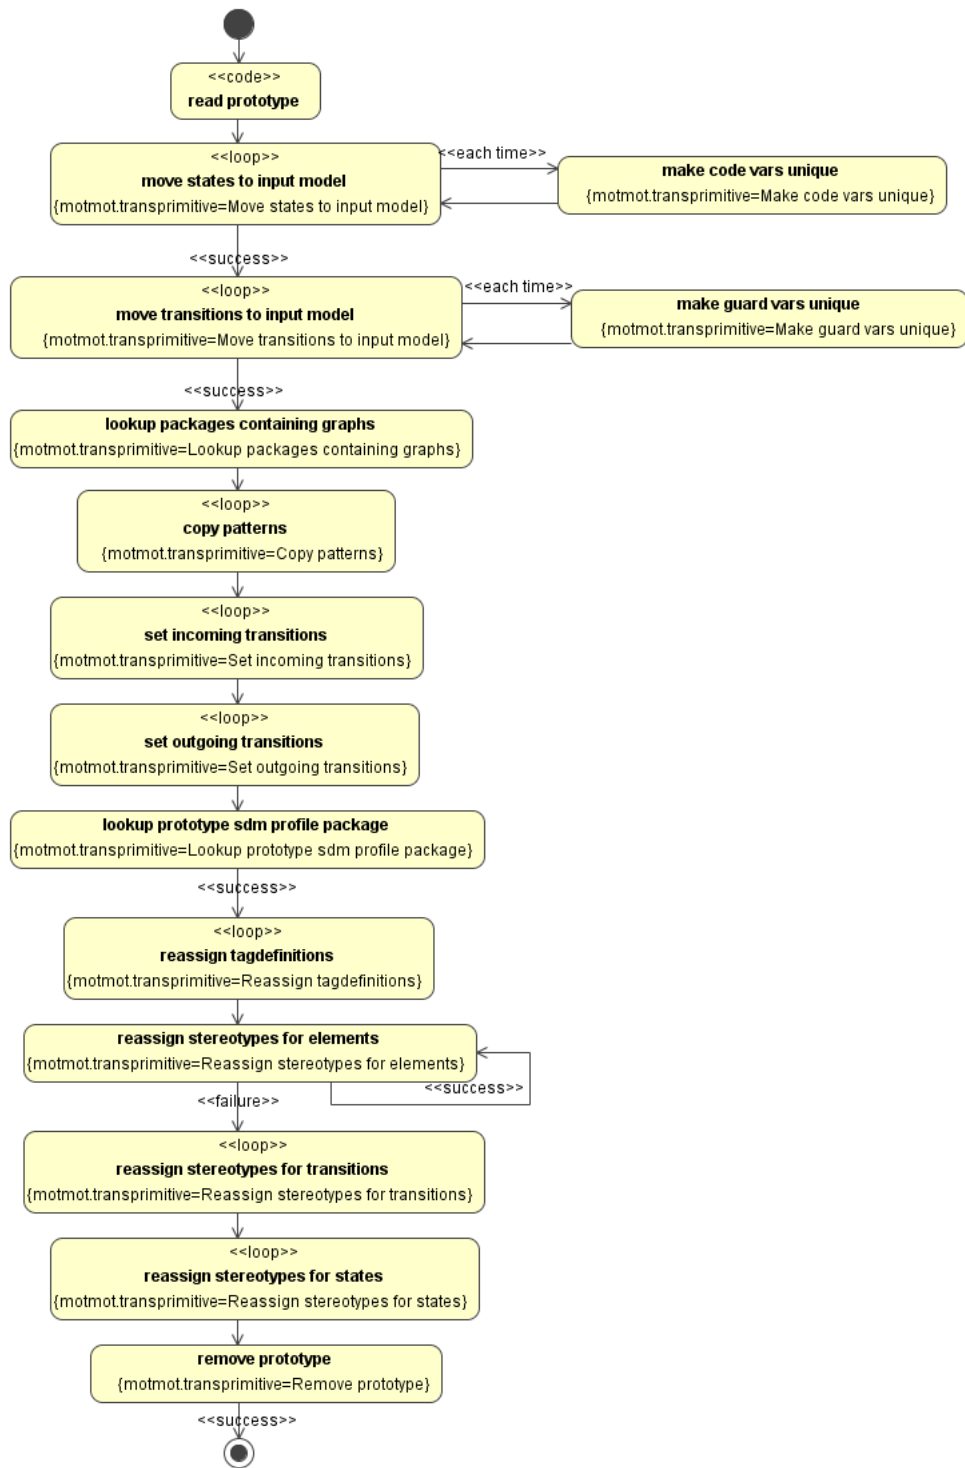 <<code>>
read prototype
<<loop>>
move states to input model
{motmot.transprimitive=Move states to input model}
<<each time>>
make code vars unique
{motmot.transprimitive=Make code vars unique}
<<success>>
<<loop>>
move transitions to input model
{motmot.transprimitive=Move transitions to input model}
<<each time>>
make guard vars unique
{motmot.transprimitive=Make guard vars unique}
<<success>>
lookup packages containing graphs
{motmot.transprimitive=Lookup packages containing graphs}
<<loop>>
copy patterns
{motmot.transprimitive=Copy patterns}
<<loop>>
set incoming transitions
{motmot.transprimitive=Set incoming transitions}
<<loop>>
set outgoing transitions
{motmot.transprimitive=Set outgoing transitions}
lookup prototype sdm profile package
{motmot.transprimitive=Lookup prototype sdm profile package}
<<success>>
<<loop>>
reassign tagdefinitions
{motmot.transprimitive=Reassign tagdefinitions}
reassign stereotypes for elements
{motmot.transprimitive=Reassign stereotypes for elements}
<<success>>
<<failure>>
<<loop>>
reassign stereotypes for transitions
{motmot.transprimitive=Reassign stereotypes for transitions}
<<loop>>
reassign stereotypes for states
{motmot.transprimitive=Reassign stereotypes for states}
remove prototype
{motmot.transprimitive=Remove prototype}
<<success>>